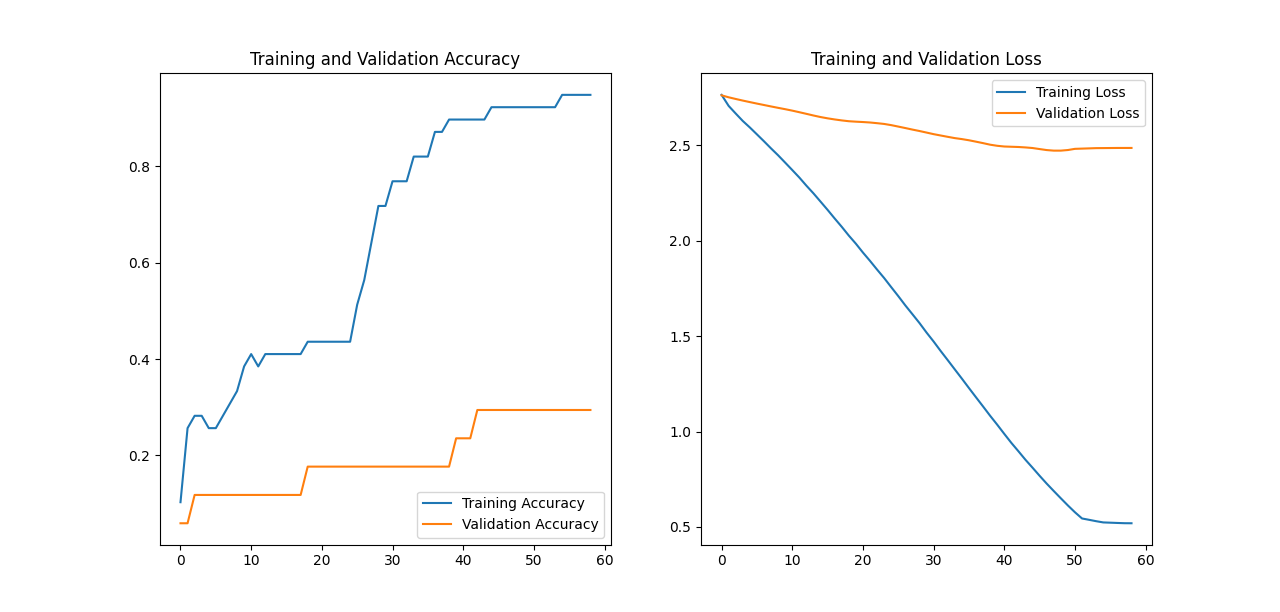 Training and Validation Accuracy
0.8
0.6
0.4
0.2
Training Accuracy
Validation Accuracy
0 10 20 30 40 50 60
Training and Validation Loss
Training Loss
Validation Loss
2.5
2.0
1.5
1.0
0.5
0 10 20 30 40 50 60